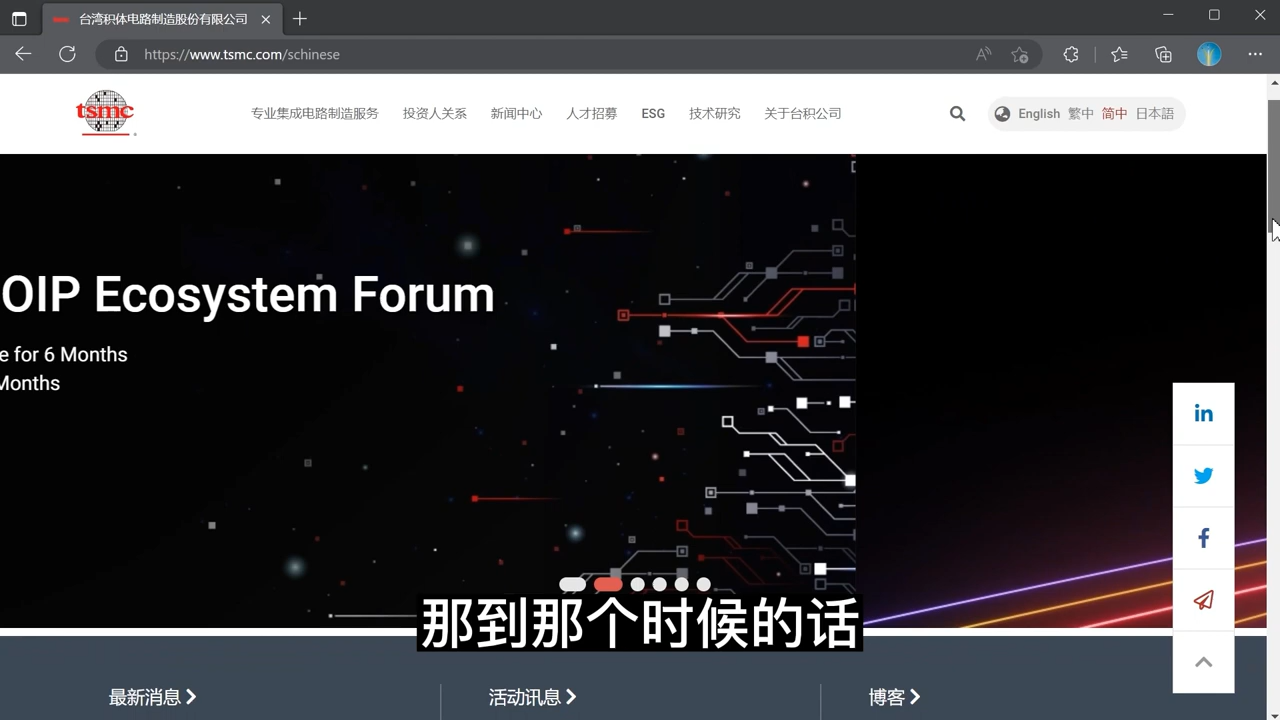 台湾积体电路制造股份有限公司
https://www.tsmc.com/schinese
tsmc
专业集成电路制造服务 投资人关系 新闻中心 人才招募 ESG 技术研究 关于台积公司
English 繁中 简中 日本語
OIP Ecosystem Forum
e for 6 Months
Months
那到那个时候的话
最新消息 活动讯息 博客